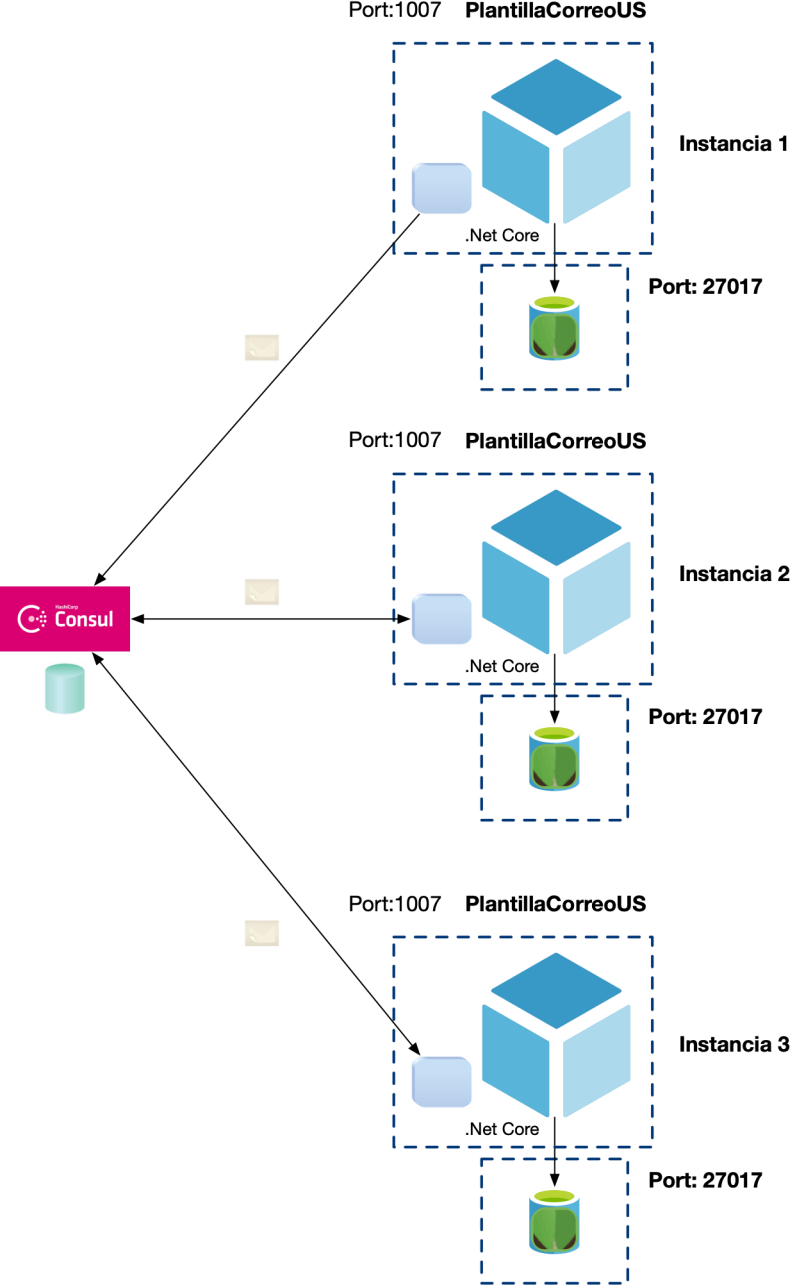 Port:1007 PlantillaCorreoUS
Instancia 1
.Net Core
Port: 27017
Port:1007 PlantillaCorreoUS
Instancia 2
HashiCorp
Consul
.Net Core
Port: 27017
Port:1007 PlantillaCorreoUS
Instancia 3
.Net Core
Port: 27017